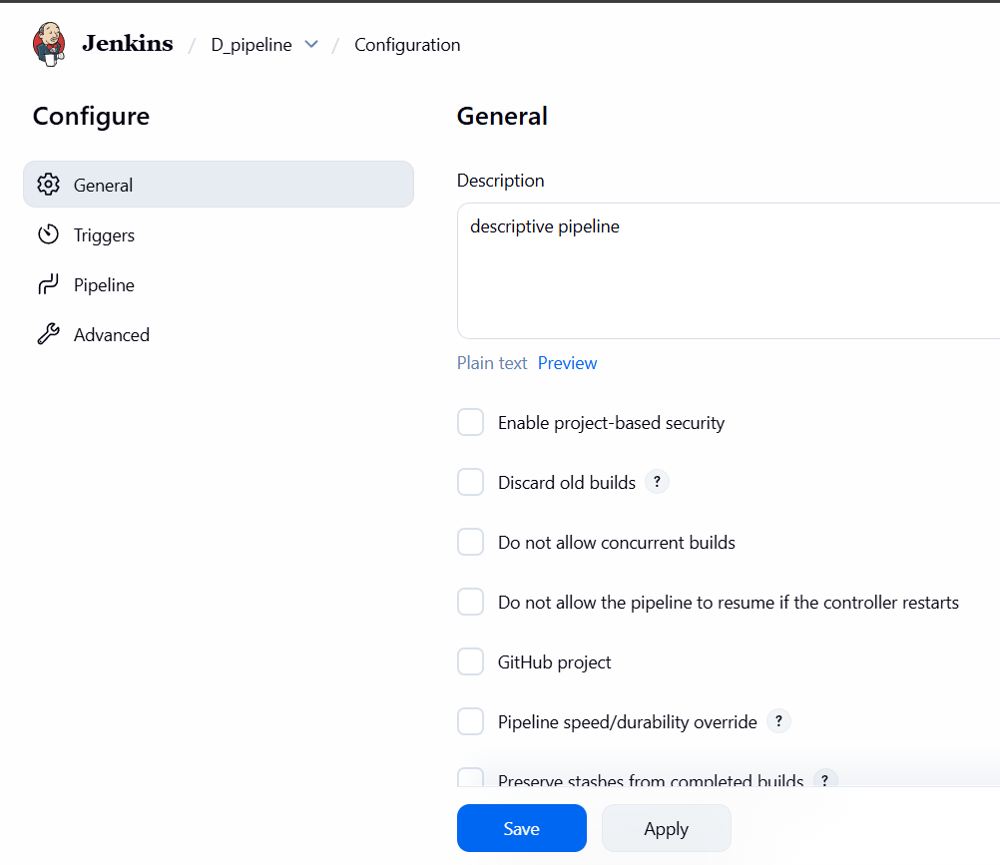 Jenkins / D_pipeline / Configuration
Configure
General
Triggers
Pipeline
Advanced
General
Description
descriptive pipeline
Plain text Preview
Enable project-based security
Discard old builds ?
Do not allow concurrent builds
Do not allow the pipeline to resume if the controller restarts
GitHub project
Pipeline speed/durability override ?
Preserve stashes from completed builds ?
Save Apply